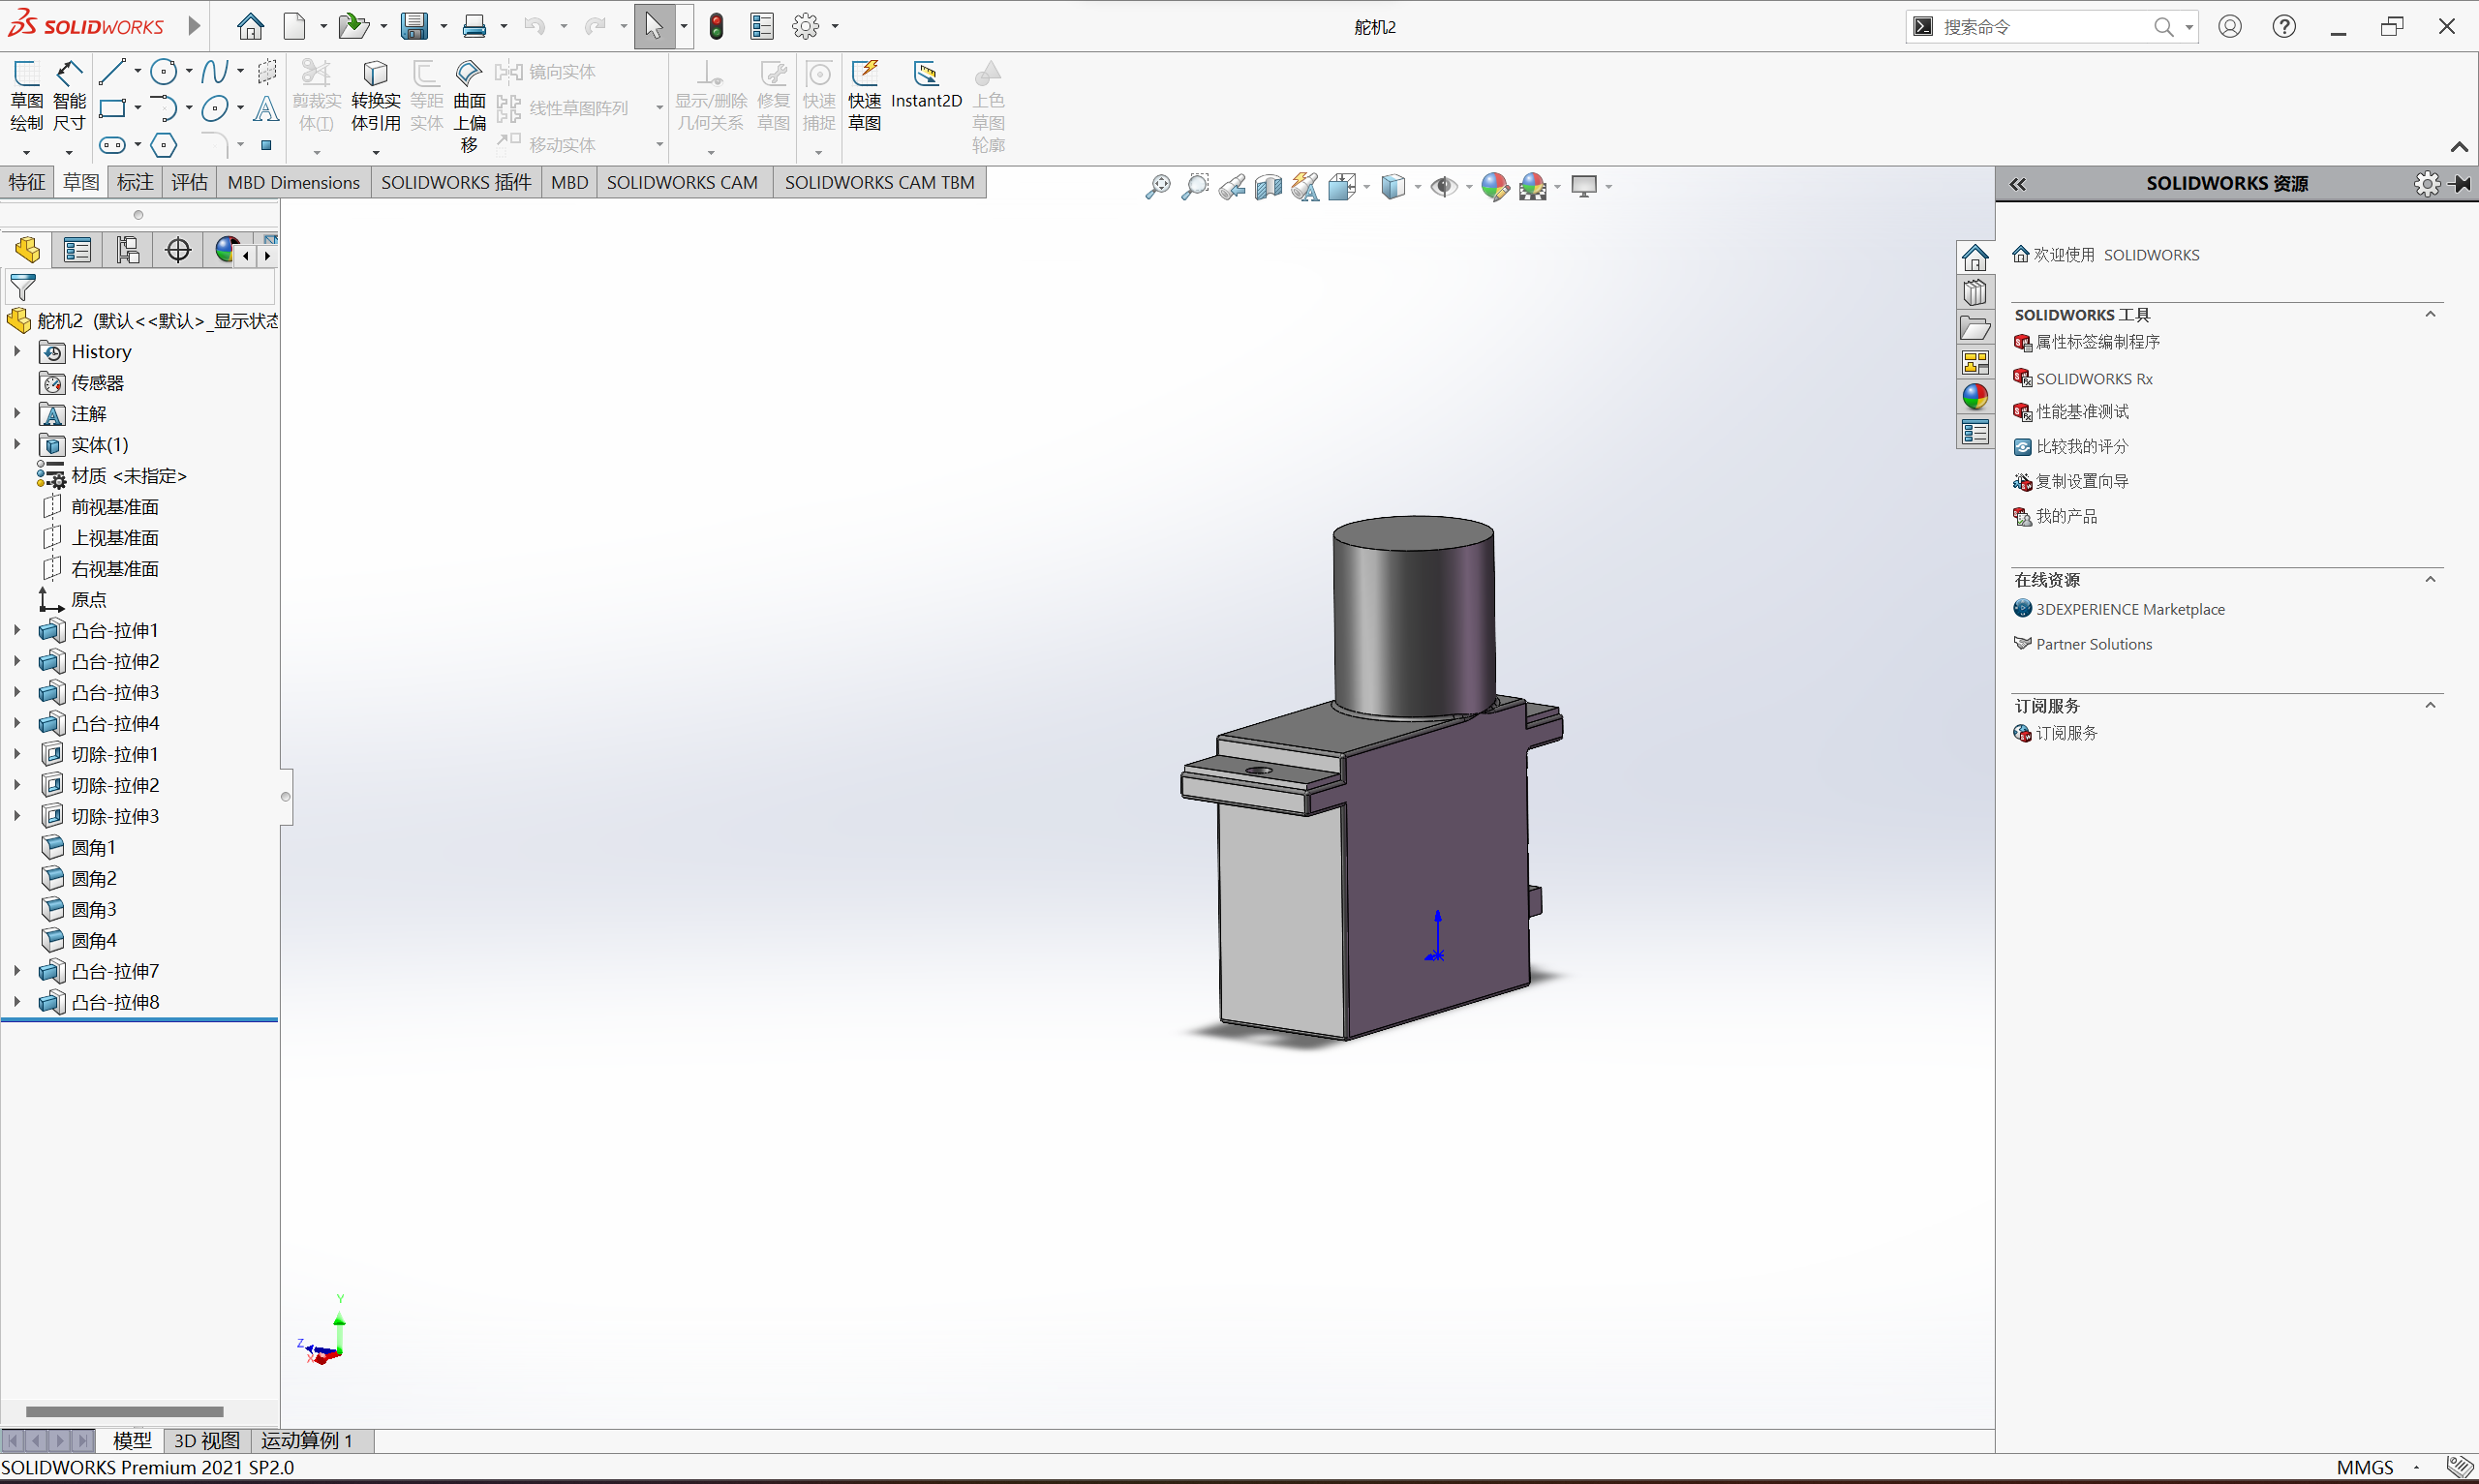 SOLIDWORKS
舵机2
搜索命令
草图绘制
智能尺寸
剪裁实体(T)
转换实体引用
等距实体
曲面上偏移
镜向实体
线性草图阵列
移动实体
显示/删除几何关系
修复草图
快速捕捉
快速草图
Instant2D
上色草图轮廓
特征 草图 标注 评估 MBD Dimensions SOLIDWORKS 插件 MBD SOLIDWORKS CAM SOLIDWORKS CAM TBM
舵机2 (默认<<默认>_显示状态
History
传感器
注解
实体(1)
材质 <未指定>
前视基准面
上视基准面
右视基准面
原点
凸台-拉伸1
凸台-拉伸2
凸台-拉伸3
凸台-拉伸4
切除-拉伸1
切除-拉伸2
切除-拉伸3
圆角1
圆角2
圆角3
圆角4
凸台-拉伸7
凸台-拉伸8
Y
Z
X
SOLIDWORKS 资源
欢迎使用 SOLIDWORKS
SOLIDWORKS 工具
属性标签编制程序
SOLIDWORKS Rx
性能基准测试
比较我的评分
复制设置向导
我的产品
在线资源
3DEXPERIENCE Marketplace
Partner Solutions
订阅服务
订阅服务
模型 3D 视图 运动算例 1
SOLIDWORKS Premium 2021 SP2.0
MMGS